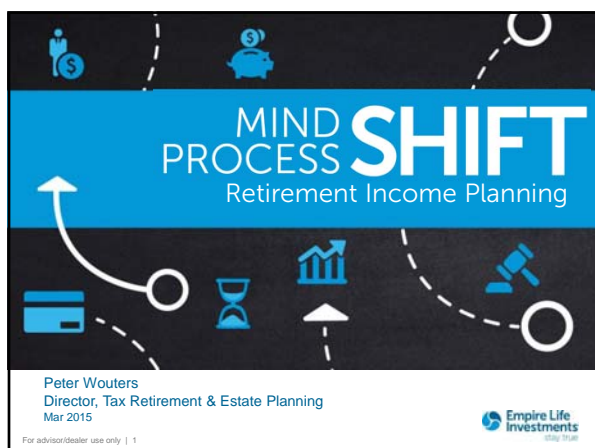 MIND
PROCESS SHIFT
Retirement Income Planning
Peter Wouters
Director, Tax Retirement & Estate Planning
Mar 2015
For advisor/dealer use only | 1
Empire Life
Investments
stay true
$
$
$